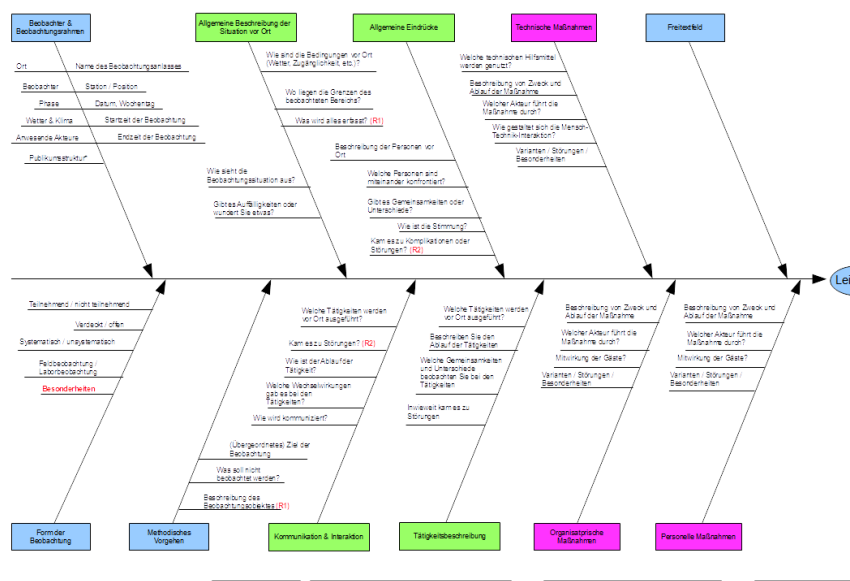 Beobachter &
Beobachtungsrahmen
Allgemeine Beschreibung der
Situation vor Ort
Allgemeine Eindrücke
Technische Maßnahmen
Freitextfeld
Ort
Name des Beobachtungsanlasses
Beobachter
Station / Position
Phase
Datum, Wochentag
Wetter & Klima
Startzeit der Beobachtung
Anwesende Akteure
Endzeit der Beobachtung
Publikumsstruktur*
Wie sind die Bedingungen vor Ort
(Wetter, Zugänglichkeit, etc.)?
Wo liegen die Grenzen des
beobachteten Bereichs?
Was wird alles erfasst? (R1)
Wie sieht die
Beobachtungssituation aus?
Gibt es Auffälligkeiten oder
wundert Sie etwas?
Beschreibung der Personen vor
Ort
Welche Personen sind
miteinander konfrontiert?
Gibt es Gemeinsamkeiten oder
Unterschiede?
Wie ist die Stimmung?
Kam es zu Komplikationen oder
Störungen? (R2)
Welche technischen Hilfsmittel
werden genutzt?
Beschreibung von Zweck und
Ablauf der Maßnahme
Welcher Akteur führt die
Maßnahme durch?
Wie gestaltet sich die Mensch-
Technik-Interaktion?
Varianten / Störungen /
Besonderheiten
Lei
Teilnehmend / nicht teilnehmend
Verdeckt / offen
Systematisch / unsystematisch
Feldbeobachtung /
Laborbeobachtung
Besonderheiten
(Übergeordnetes) Ziel der
Beobachtung
Was soll nicht
beobachtet werden?
Beschreibung des
Beobachtungsobjektes (R1)
Welche Tätigkeiten werden
vor Ort ausgeführt?
Kam es zu Störungen? (R2)
Wie ist der Ablauf der
Tätigkeit?
Welche Wechselwirkungen
gab es bei den
Tätigkeiten?
Wie wird kommuniziert?
Welche Tätigkeiten werden
vor Ort ausgeführt?
Beschreiben Sie den
Ablauf der Tätigkeiten
Welche Gemeinsamkeiten
und Unterschiede
beobachten Sie bei den
Tätigkeiten
Inwieweit kam es zu
Störungen
Beschreibung von Zweck und
Ablauf der Maßnahme
Welcher Akteur führt die
Maßnahme durch?
Mitwirkung der Gäste?
Varianten / Störungen /
Besonderheiten
Beschreibung von Zweck und
Ablauf der Maßnahme
Welcher Akteur führt die
Maßnahme durch?
Mitwirkung der Gäste?
Varianten / Störungen /
Besonderheiten
Form der
Beobachtung
Methodisches
Vorgehen
Kommunikation & Interaktion
Tätigkeitsbeschreibung
Organisatprische
Maßnahmen
Personelle Maßnahmen